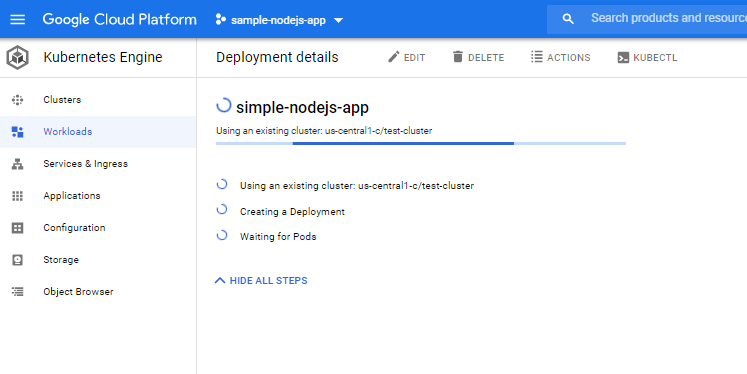 Google Cloud Platform
sample-nodejs-app
Search products and resource
Kubernetes Engine
Deployment details
EDIT
DELETE
ACTIONS
KUBECTL
Clusters
Workloads
Services & Ingress
Applications
Configuration
Storage
Object Browser
simple-nodejs-app
Using an existing cluster: us-central1-c/test-cluster
Using an existing cluster: us-central1-c/test-cluster
Creating a Deployment
Waiting for Pods
HIDE ALL STEPS